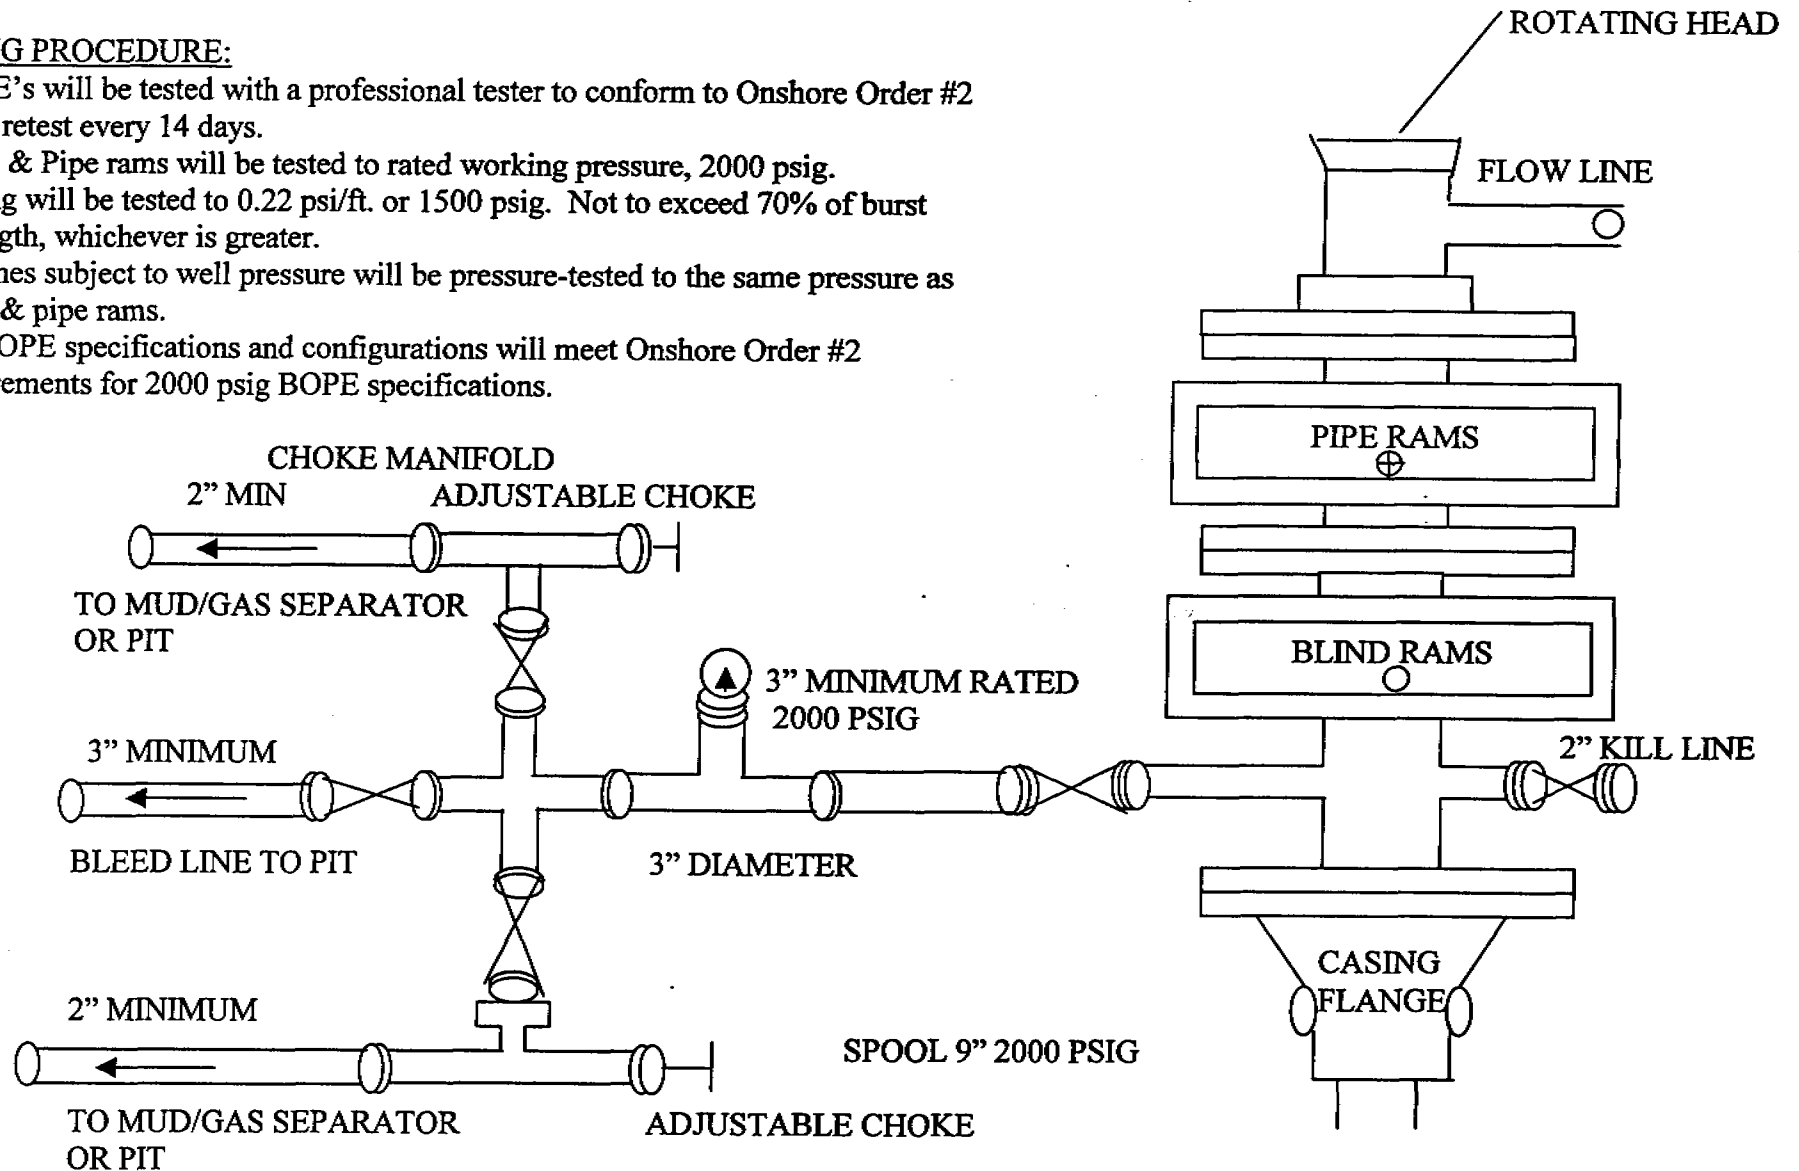 G PROCEDURE:
E's will be tested with a professional tester to conform to Onshore Order #2
retest every 14 days.
& Pipe rams will be tested to rated working pressure, 2000 psig.
g will be tested to 0.22 psi/ft. or 1500 psig.  Not to exceed 70% of burst
gth, whichever is greater.
nes subject to well pressure will be pressure-tested to the same pressure as
& pipe rams.
OPE specifications and configurations will meet Onshore Order #2
ements for 2000 psig BOPE specifications.
ROTATING HEAD
FLOW LINE
PIPE RAMS
BLIND RAMS
2” KILL LINE
CASING
FLANGE
CHOKE MANIFOLD
2” MIN
ADJUSTABLE CHOKE
TO MUD/GAS SEPARATOR
OR PIT
3” MINIMUM RATED
2000 PSIG
3” MINIMUM
BLEED LINE TO PIT
3” DIAMETER
2” MINIMUM
SPOOL 9” 2000 PSIG
TO MUD/GAS SEPARATOR
OR PIT
ADJUSTABLE CHOKE